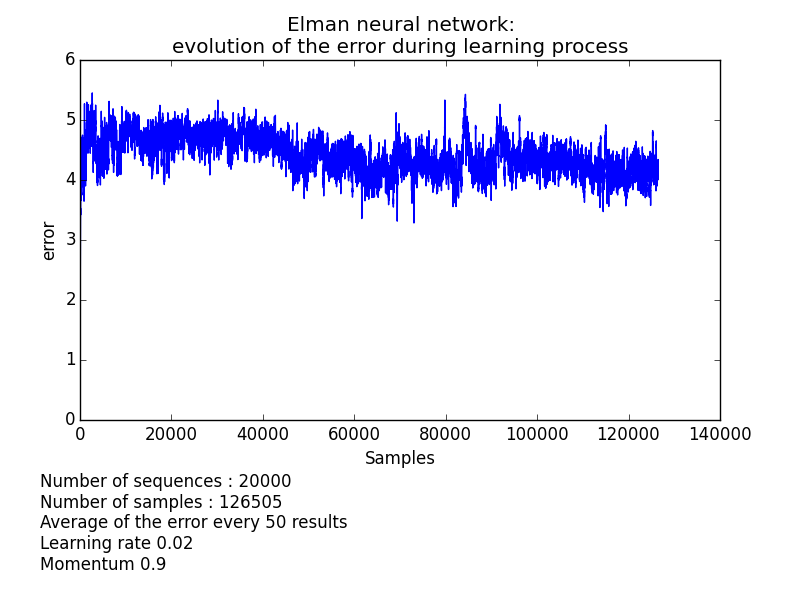 Elman neural network:
evolution of the error during learning process
6
5
4
3
2
1
0
error
0 20000 40000 60000 80000 100000 120000 140000
Samples
Number of sequences : 20000
Number of samples : 126505
Average of the error every 50 results
Learning rate 0.02
Momentum 0.9